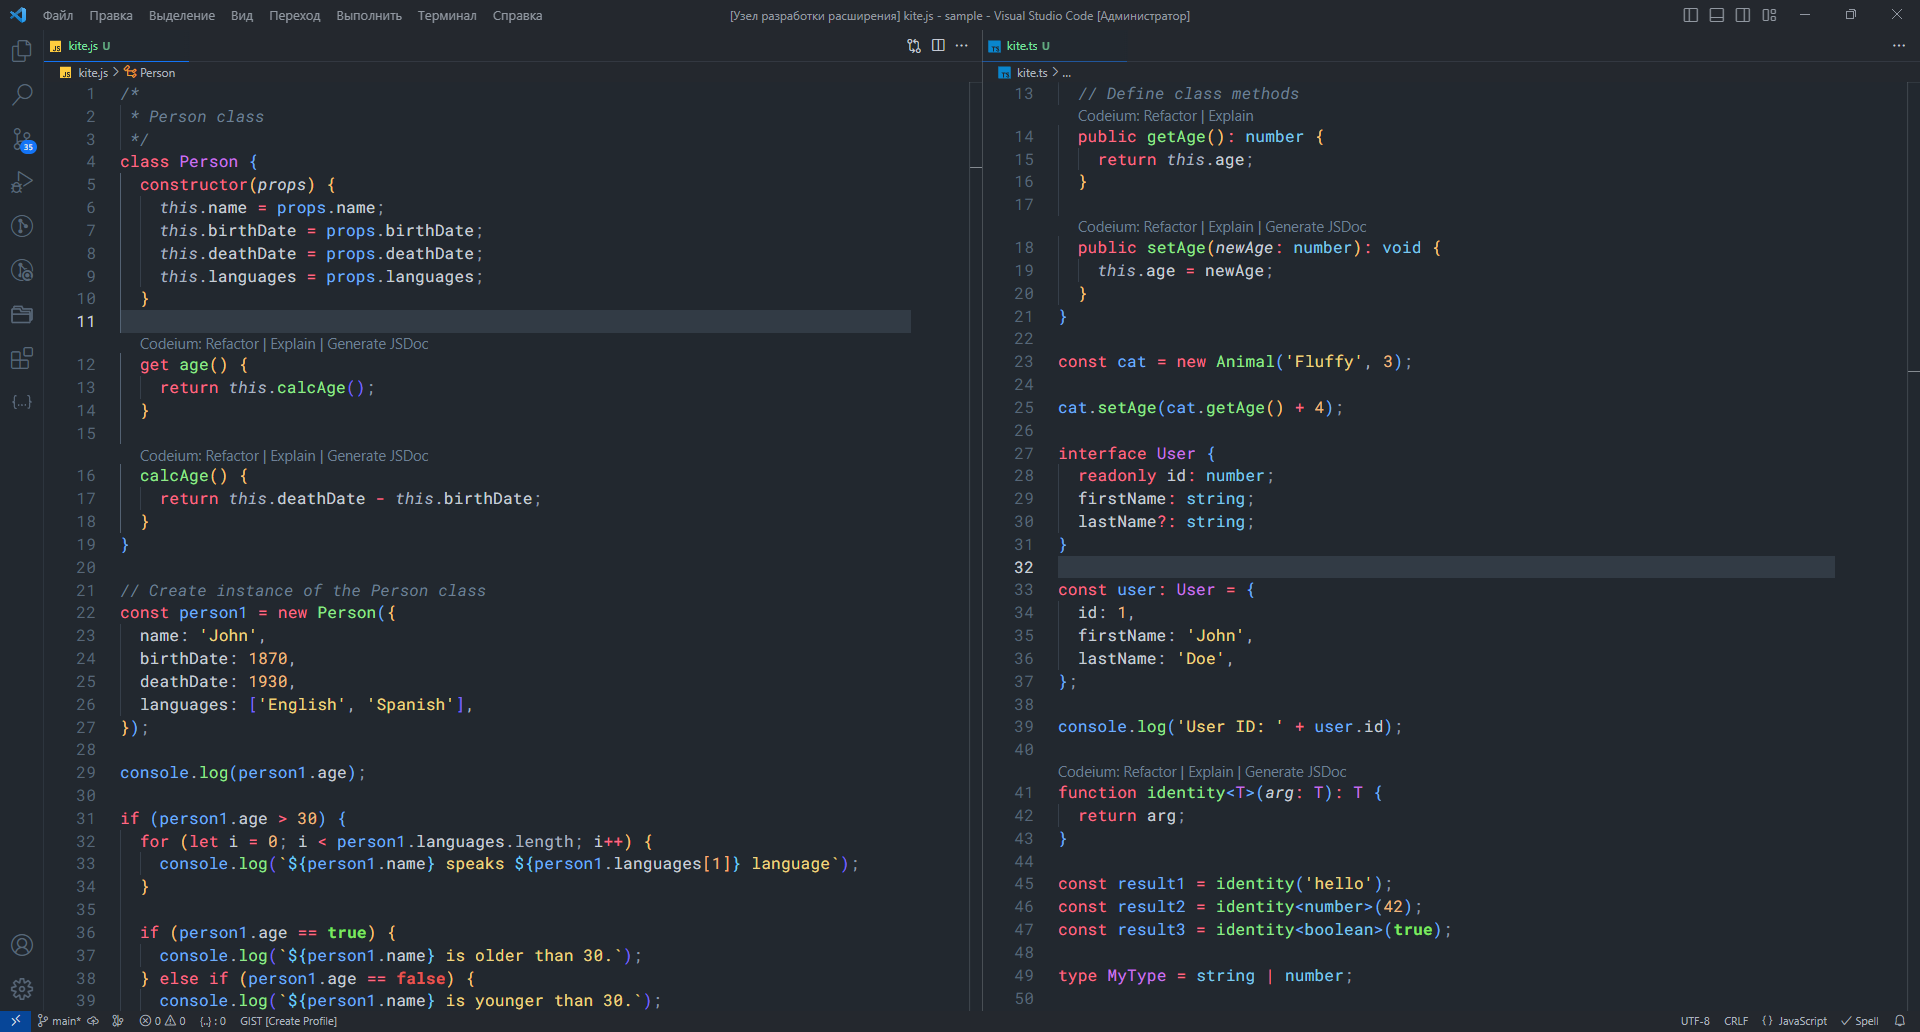 Файл Правка Выделение Вид Переход Выполнить Терминал Справка
[Узел разработки расширения] kite.js - sample - Visual Studio Code [Администратор]
kite.js U
kite.js > Person
1 /*
2  * Person class
3  */
4 class Person {
5   constructor(props) {
6     this.name = props.name;
7     this.birthDate = props.birthDate;
8     this.deathDate = props.deathDate;
9     this.languages = props.languages;
10   }
11
Codeium: Refactor | Explain | Generate JSDoc
12   get age() {
13     return this.calcAge();
14   }
15
Codeium: Refactor | Explain | Generate JSDoc
16   calcAge() {
17     return this.deathDate - this.birthDate;
18   }
19 }
20
21 // Create instance of the Person class
22 const person1 = new Person({
23   name: 'John',
24   birthDate: 1870,
25   deathDate: 1930,
26   languages: ['English', 'Spanish'],
27 });
28
29 console.log(person1.age);
30
31 if (person1.age > 30) {
32   for (let i = 0; i < person1.languages.length; i++) {
33     console.log(`${person1.name} speaks ${person1.languages[1]} language`);
34   }
35
36   if (person1.age == true) {
37     console.log(`${person1.name} is older than 30.`);
38   } else if (person1.age == false) {
39     console.log(`${person1.name} is younger than 30.`);
kite.ts U
kite.ts > ...
13   // Define class methods
Codeium: Refactor | Explain
14   public getAge(): number {
15     return this.age;
16   }
17
Codeium: Refactor | Explain | Generate JSDoc
18   public setAge(newAge: number): void {
19     this.age = newAge;
20   }
21 }
22
23 const cat = new Animal('Fluffy', 3);
24
25 cat.setAge(cat.getAge() + 4);
26
27 interface User {
28   readonly id: number;
29   firstName: string;
30   lastName?: string;
31 }
32
33 const user: User = {
34   id: 1,
35   firstName: 'John',
36   lastName: 'Doe',
37 };
38
39 console.log('User ID: ' + user.id);
40
Codeium: Refactor | Explain | Generate JSDoc
41 function identity<T>(arg: T): T {
42   return arg;
43 }
44
45 const result1 = identity('hello');
46 const result2 = identity<number>(42);
47 const result3 = identity<boolean>(true);
48
49 type MyType = string | number;
50
35
{...}
main* 0 0 {..} : 0 GIST [Create Profile]
UTF-8 CRLF {} JavaScript Spell